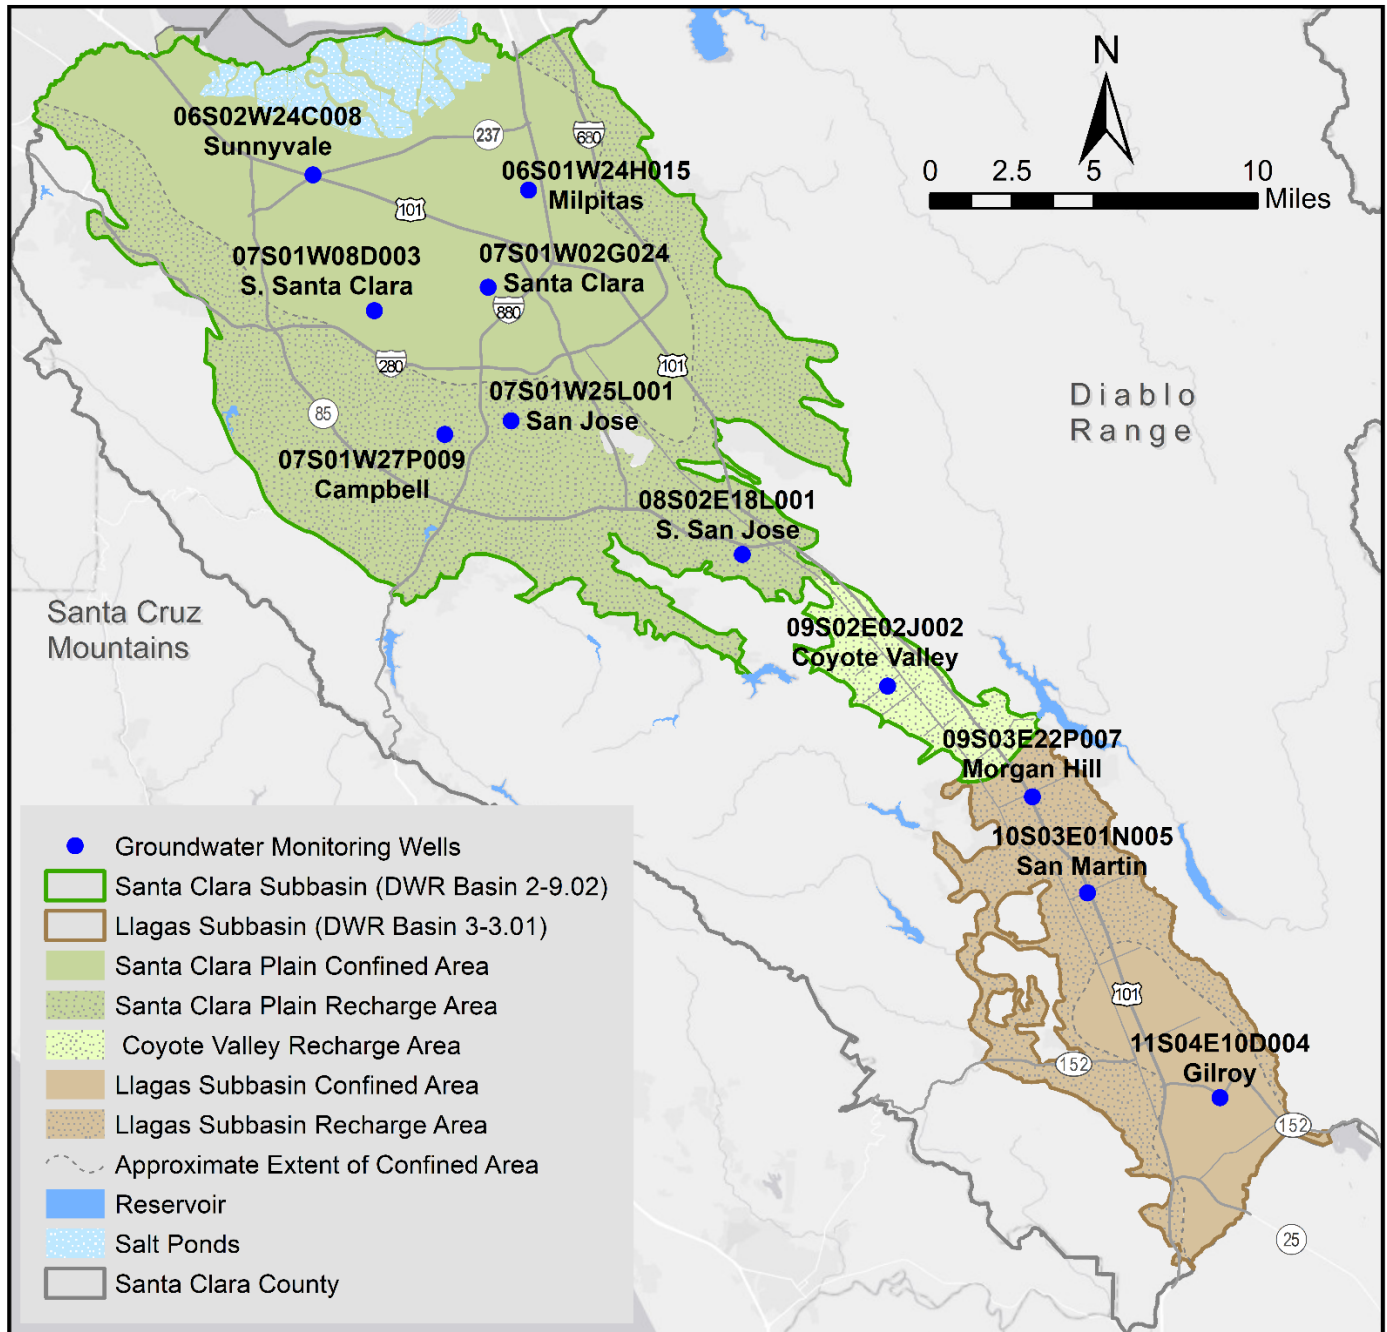 N
0 2.5 5 10
Miles
06S02W24C008
Sunnyvale
237
680
06S01W24H015
Milpitas
101
07S01W08D003
S. Santa Clara
07S01W02G024
Santa Clara
880
280
101
85
07S01W25L001
San Jose
Diablo
Range
07S01W27P009
Campbell
08S02E18L001
S. San Jose
Santa Cruz
Mountains
09S02E02J002
Coyote Valley
09S03E22P007
Morgan Hill
10S03E01N005
San Martin
101
11S04E10D004
Gilroy
152
152
25
Groundwater Monitoring Wells
Santa Clara Subbasin (DWR Basin 2-9.02)
Llagas Subbasin (DWR Basin 3-3.01)
Santa Clara Plain Confined Area
Santa Clara Plain Recharge Area
Coyote Valley Recharge Area
Llagas Subbasin Confined Area
Llagas Subbasin Recharge Area
Approximate Extent of Confined Area
Reservoir
Salt Ponds
Santa Clara County